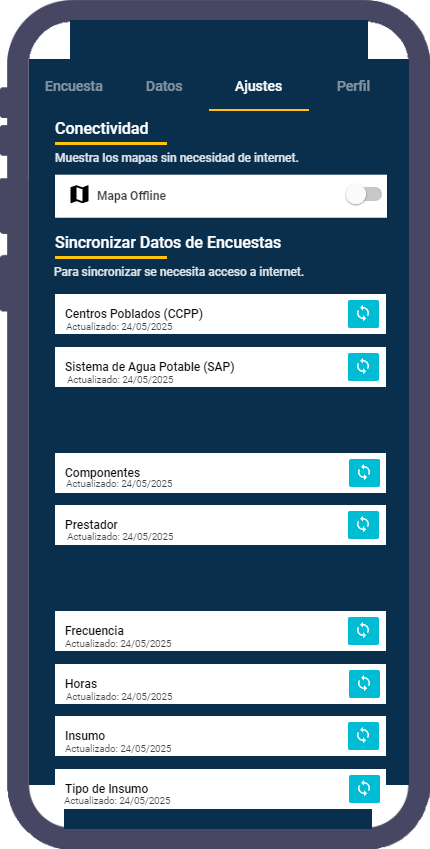 Encuesta Datos Ajustes Perfil
Conectividad
Muestra los mapas sin necesidad de internet.
Mapa Offline
Sincronizar Datos de Encuestas
Para sincronizar se necesita acceso a internet.
Centros Poblados (CCPP)
Actualizado: 24/05/2025
Sistema de Agua Potable (SAP)
Actualizado: 24/05/2025
Componentes
Actualizado: 24/05/2025
Prestador
Actualizado: 24/05/2025
Frecuencia
Actualizado: 24/05/2025
Horas
Actualizado: 24/05/2025
Insumo
Actualizado: 24/05/2025
Tipo de Insumo
Actualizado: 24/05/2025